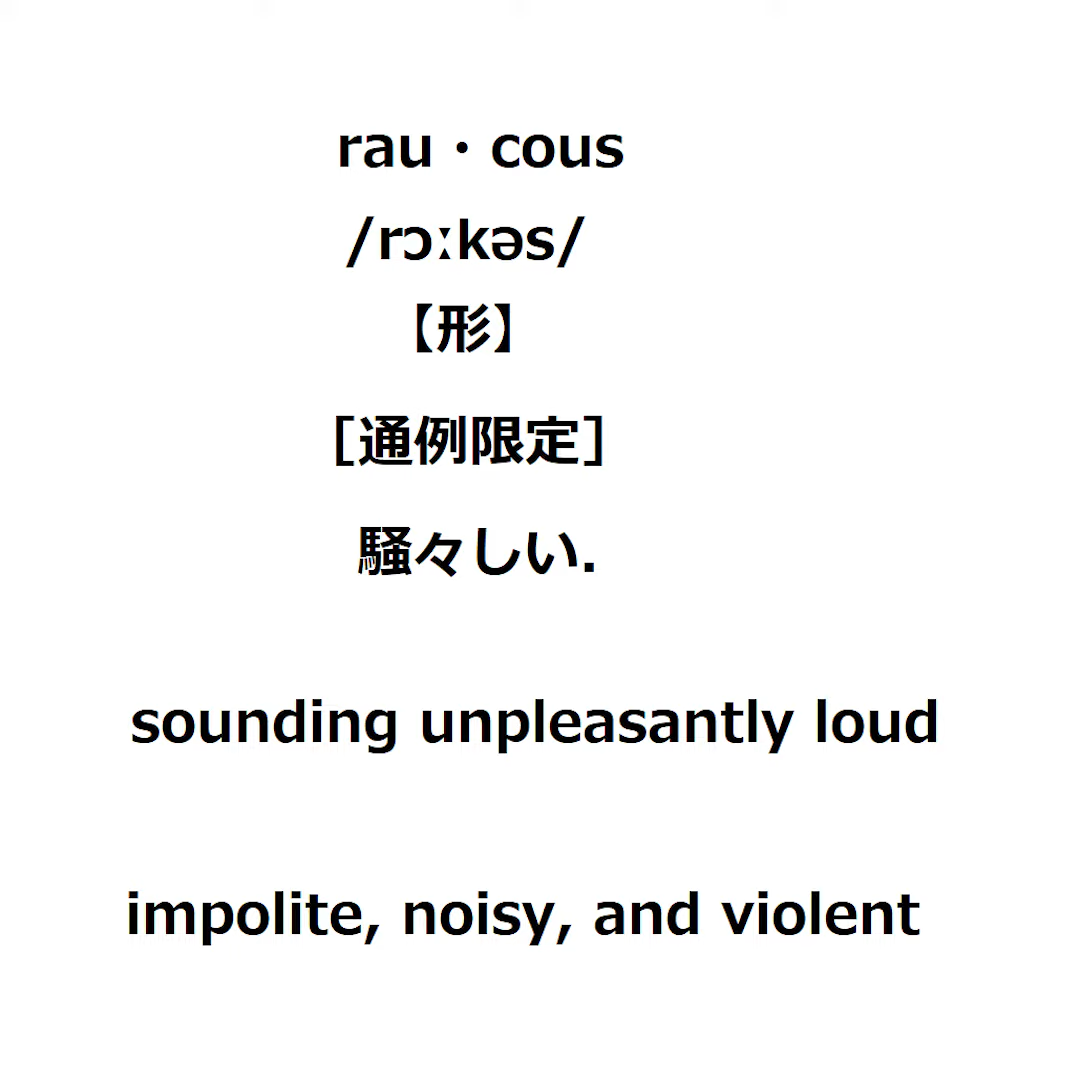 rau・cous
/rɔːkəs/
【形】
［通例限定］
騒々しい.
sounding unpleasantly loud
impolite, noisy, and violent